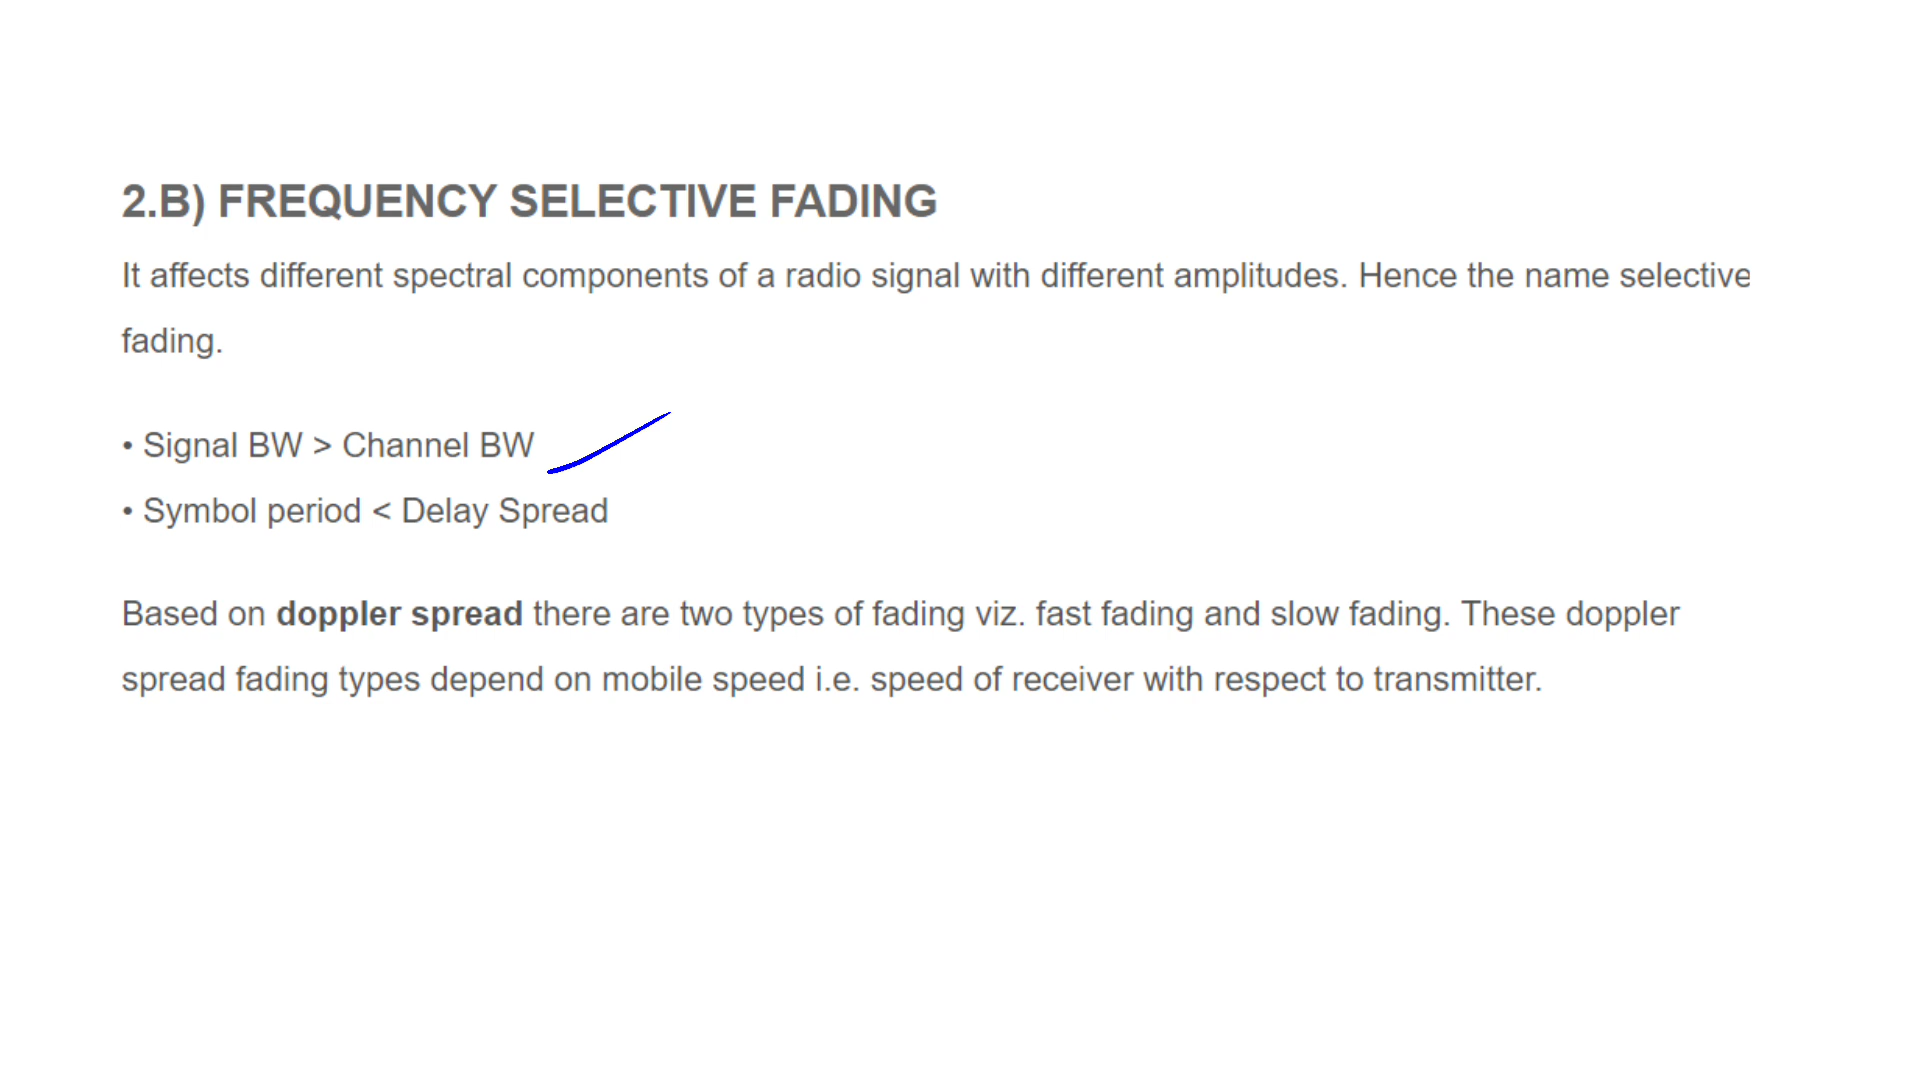 2.B) FREQUENCY SELECTIVE FADING
It affects different spectral components of a radio signal with different amplitudes. Hence the name selective
fading.
• Signal BW > Channel BW
• Symbol period < Delay Spread
Based on doppler spread there are two types of fading viz. fast fading and slow fading. These doppler
spread fading types depend on mobile speed i.e. speed of receiver with respect to transmitter.